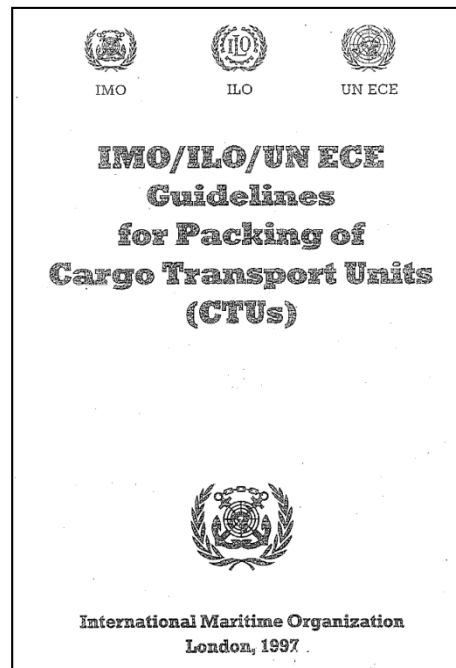 IMO
ILO
UN ECE
IMO/ILO/UN ECE
Guidelines
for Packing of
Cargo Transport Units
(CTUs)
International Maritime Organization
London, 1997